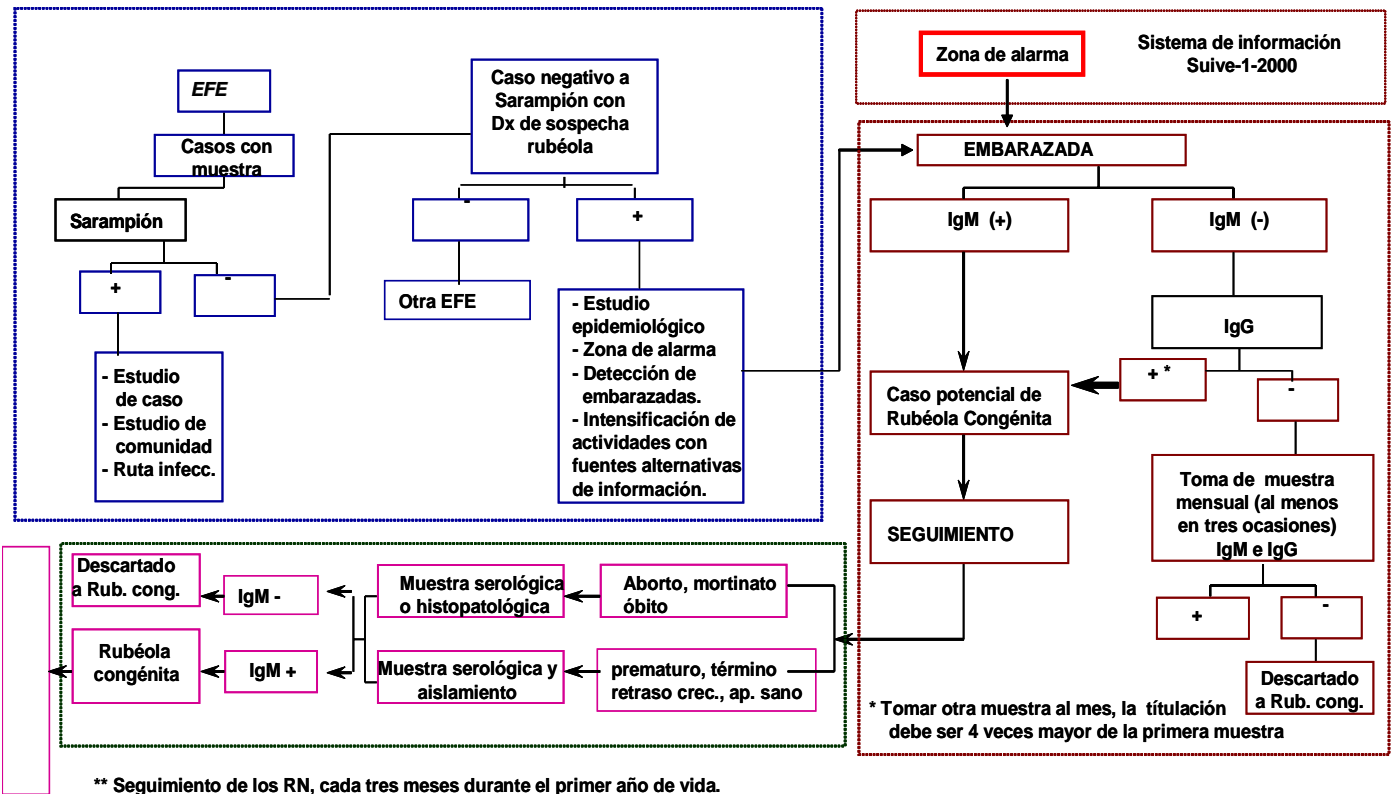 EFE
Casos con
muestra
Sarampión
+
-
- Estudio
de caso
- Estudio de
comunidad
- Ruta infecc.
Caso negativo a
Sarampión con
Dx de sospecha
rubéola
-
+
Otra EFE
- Estudio
epidemiológico
- Zona de alarma
- Detección de
embarazadas.
- Intensificación de
actividades con
fuentes alternativas
de información.
Zona de alarma
Sistema de información
Suive-1-2000
EMBARAZADA
IgM (+)
IgM (-)
IgG
+ *
-
Caso potencial de
Rubéola Congénita
Toma de muestra
mensual (al menos
en tres ocasiones)
IgM e IgG
SEGUIMIENTO
+
-
Descartado
a Rub. cong.
* Tomar otra muestra al mes, la títulación
debe ser 4 veces mayor de la primera muestra
Descartado
a Rub. cong.
IgM -
Muestra serológica
o histopatológica
Aborto, mortinato
óbito
Rubéola
congénita
IgM +
Muestra serológica y
aislamiento
prematuro, término
retraso crec., ap. sano
** Seguimiento de los RN, cada tres meses durante el primer año de vida.